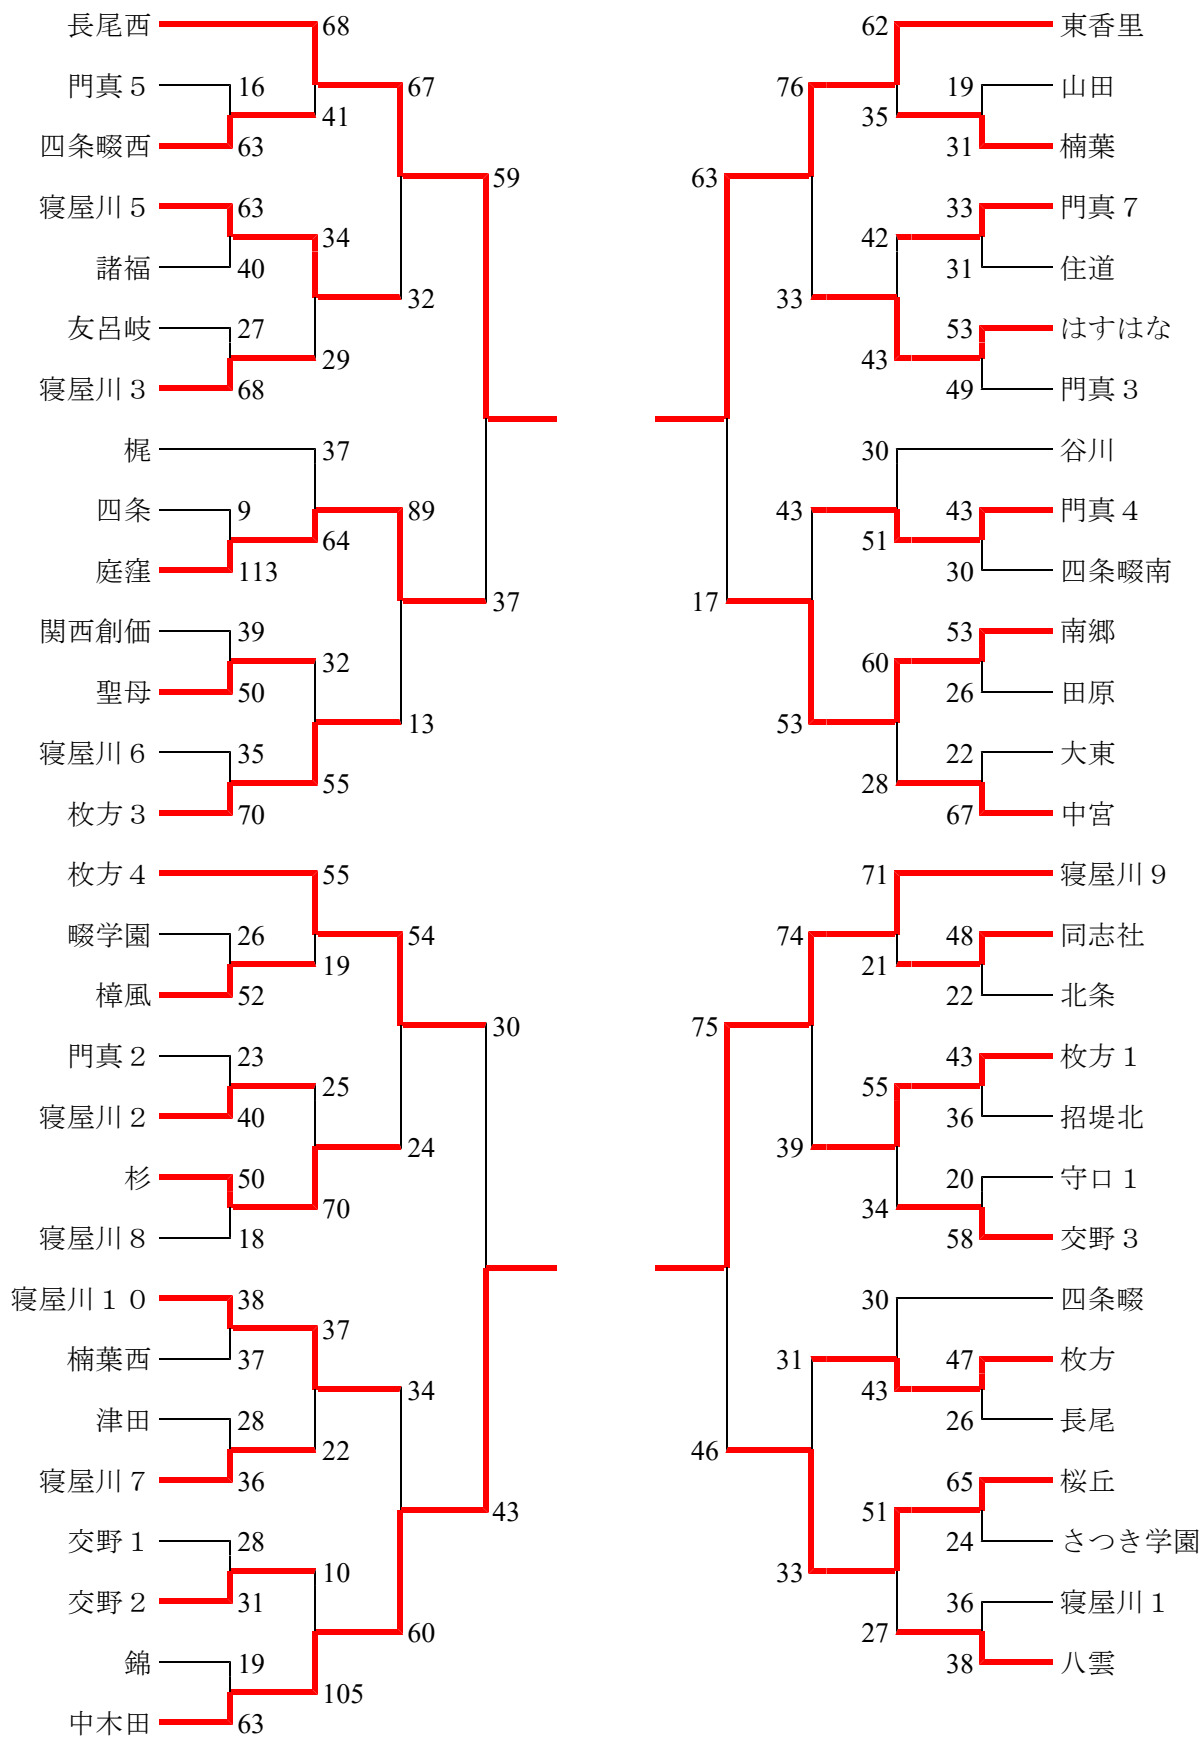 長尾西 68 62 東香里
門真５ 16 67 76 19 山田
41 35
四条畷西 63 31 楠葉
59 63
寝屋川５ 63 33 門真７
34 42
諸福 40 31 住道
32 33
友呂岐 27 53 はすはな
29 43
寝屋川３ 68 49 門真３
梶 37 30 谷川
四条 9 89 43 43 門真４
64 51
庭窪 113 30 四条畷南
37 17
関西創価 39 53 南郷
32 60
聖母 50 26 田原
13 53
寝屋川６ 35 22 大東
55 28
枚方３ 70 67 中宮
枚方４ 55 71 寝屋川９
畷学園 26 54 74 48 同志社
19 21
樟風 52 22 北条
30 75
門真２ 23 43 枚方１
25 55
寝屋川２ 40 36 招堤北
24 39
杉 50 20 守口１
70 34
寝屋川８ 18 58 交野３
寝屋川１０ 38 30 四条畷
37
楠葉西 37 31 47 枚方
34 43
津田 28 26 長尾
22 46
寝屋川７ 36 65 桜丘
43 51
交野１ 28 24 さつき学園
10 33
交野２ 31 36 寝屋川１
60 27
錦 19 38 八雲
105
中木田 63